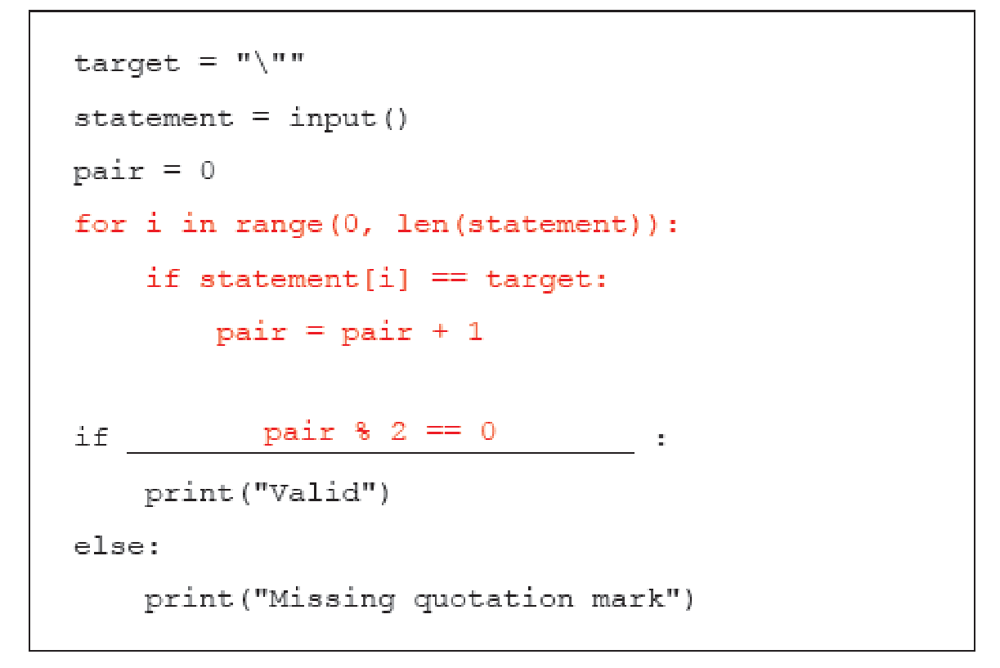 target = "\""
statement = input()
pair = 0
for i in range(0, len(statement)):
    if statement[i] == target:
        pair = pair + 1
if pair % 2 == 0 :
    print("Valid")
else:
    print("Missing quotation mark")